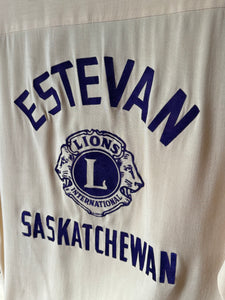 ESTEVAN
LIONS
L
INTERNATIONAL
SASKATCHEWAN